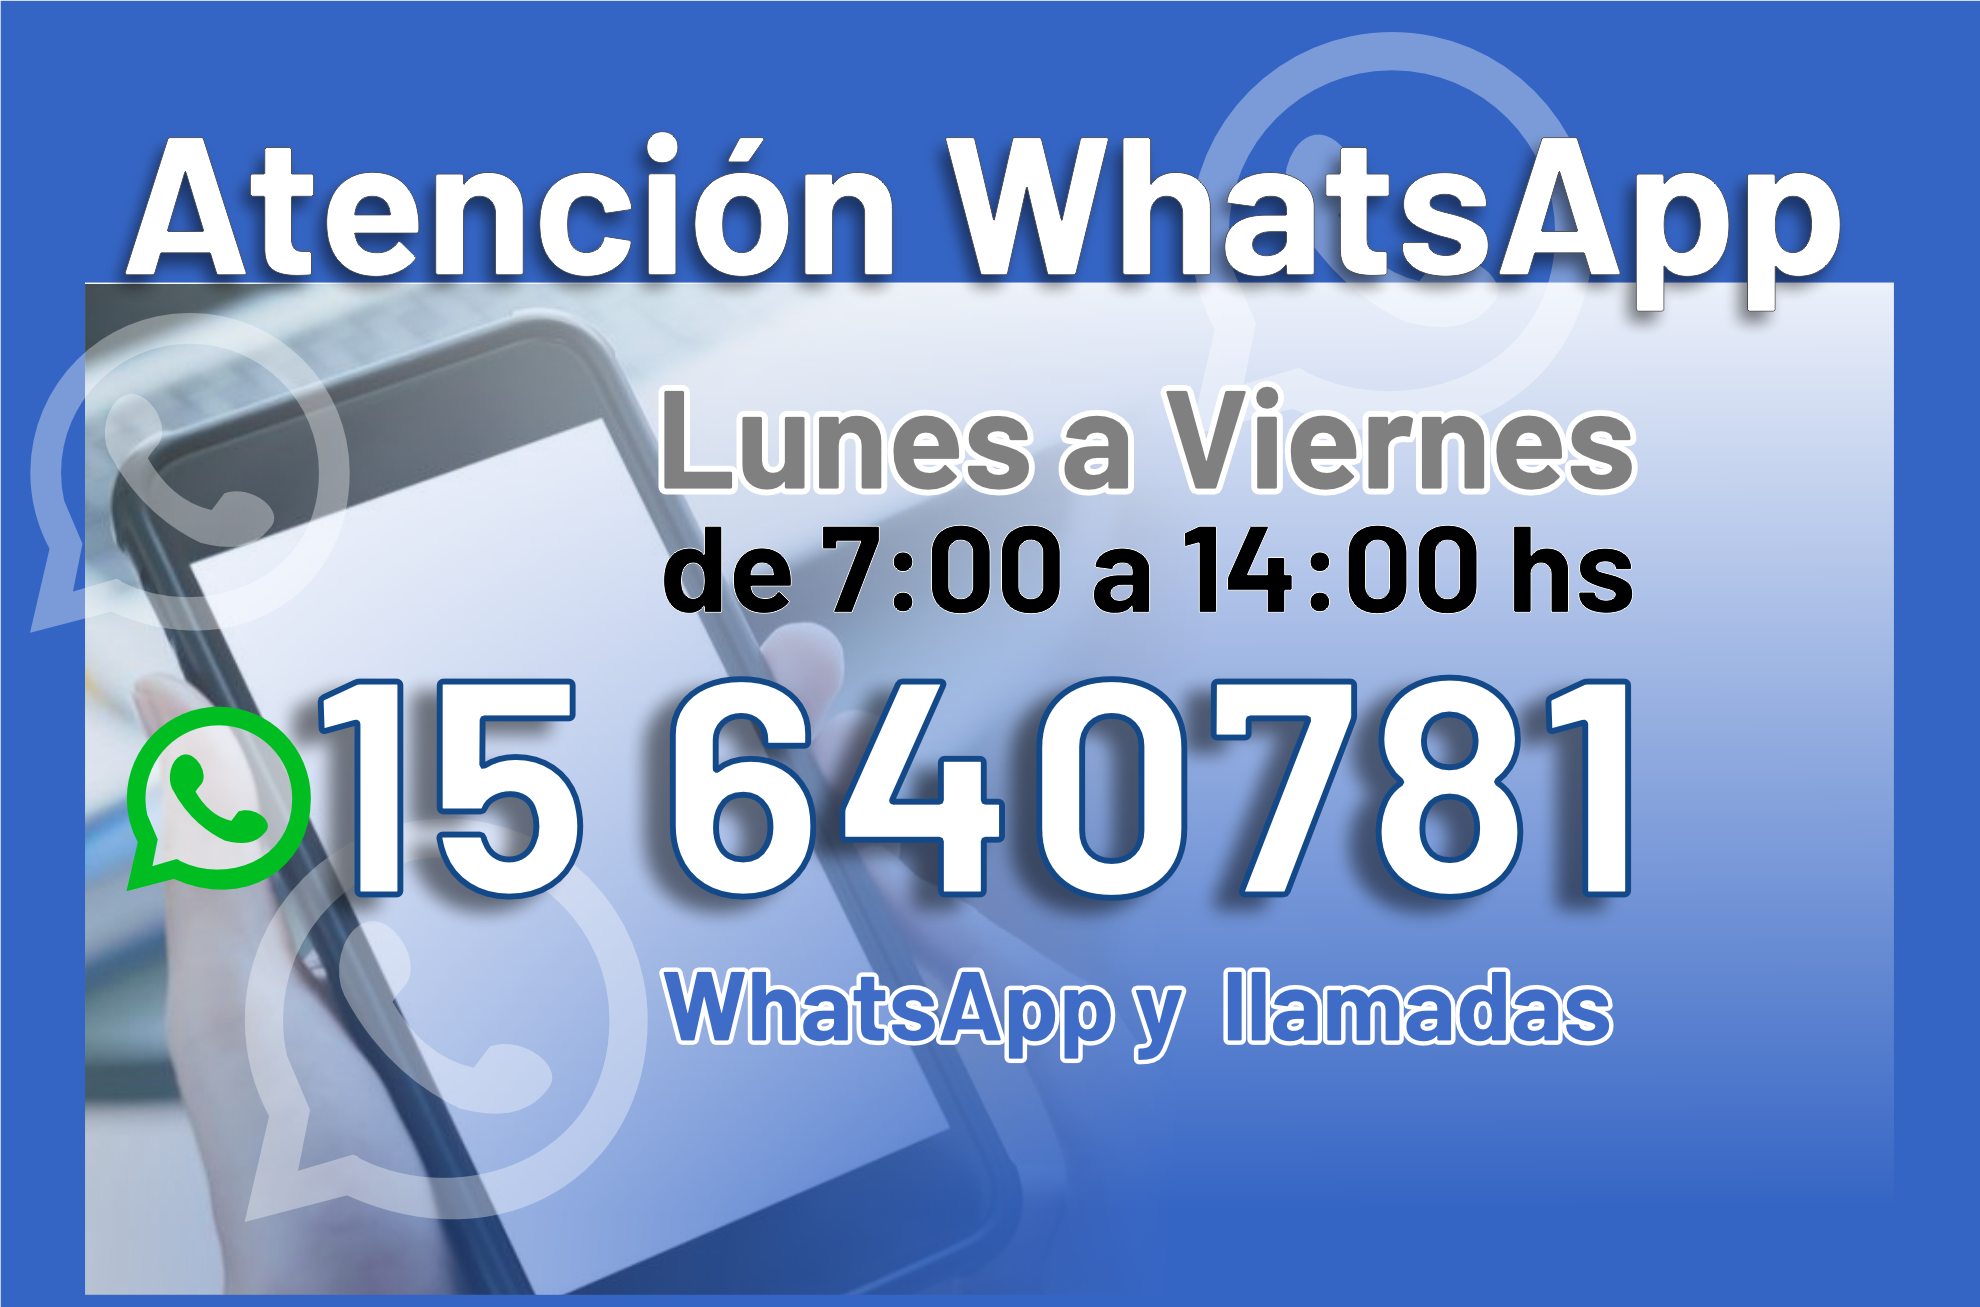 Atención WhatsApp
Lunes a Viernes
de 7:00 a 14:00 hs
15 640781
WhatsApp y llamadas